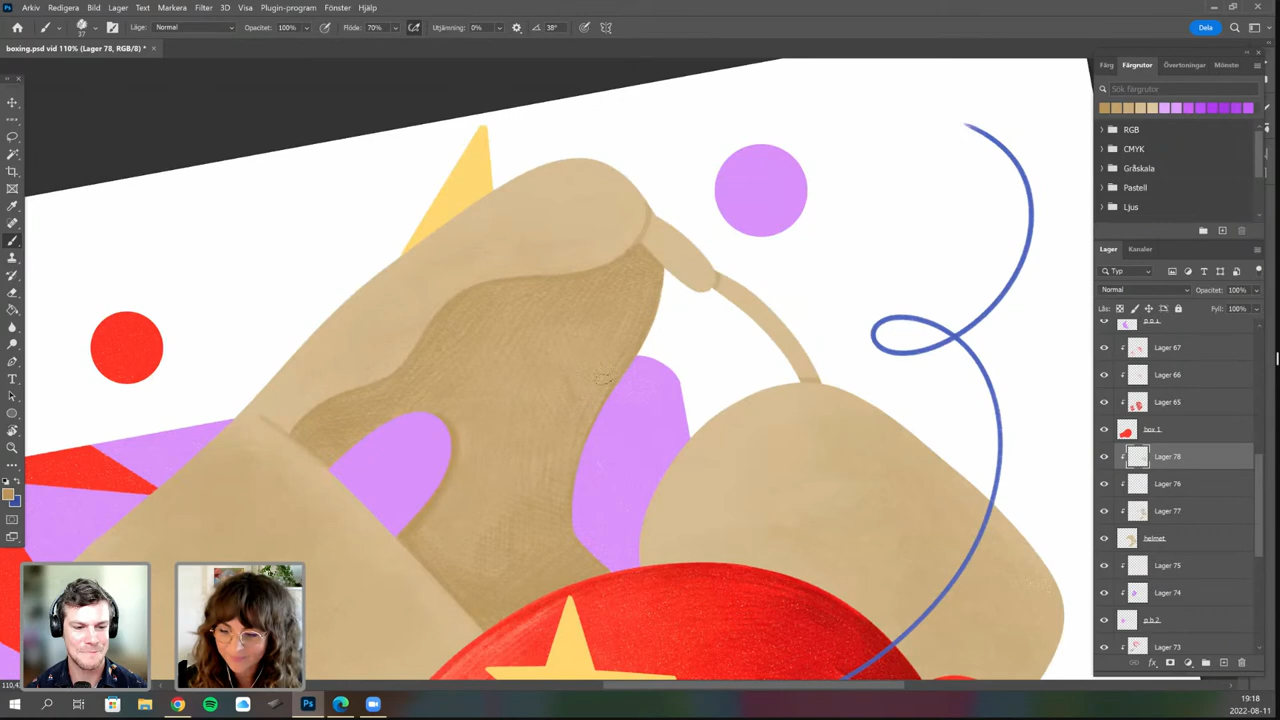 Arkiv Redigera Bild Lager Text Markera Filter 3D Visa Plugin-program Fönster Hjälp
37 Läge: Normal Opacitet: 100% Flöde: 70% Utjämning: 0% 38° Dela
boxing.psd vid 110% (Lager 78, RGB/8) *
Färg Färgrutor Övertoningar Mönste
Sök färgrutor
RGB
CMYK
Gråskala
Pastell
Ljus
Lager Kanaler
Typ
Normal Opacitet: 100%
Lås: Fyll: 100%
Lager 67
Lager 66
Lager 65
box 1
Lager 78
Lager 76
Lager 77
helmet
Lager 75
Lager 74
p b 2
Lager 73
19:18
2022-08-11